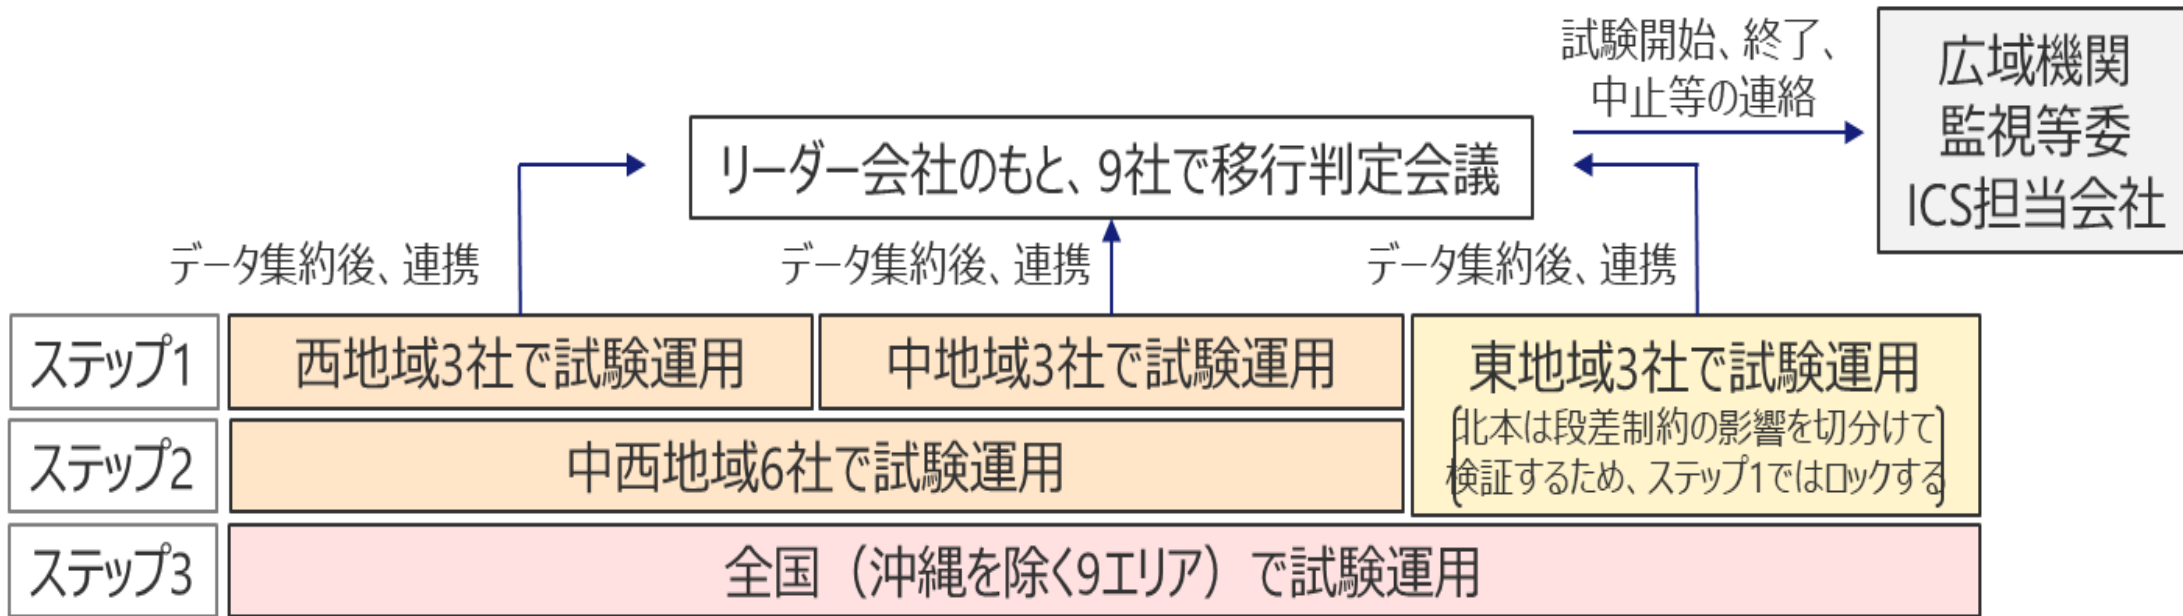 試験開始、終了、
中止等の連絡
広域機関
監視等委
ICS担当会社
リーダー会社のもと、9社で移行判定会議
データ集約後、連携
データ集約後、連携
データ集約後、連携
ステップ1
西地域3社で試験運用
中地域3社で試験運用
東地域3社で試験運用
北本は段差制約の影響を切分けて
検証するため、ステップ1ではロックする
ステップ2
中西地域6社で試験運用
ステップ3
全国（沖縄を除く9エリア）で試験運用